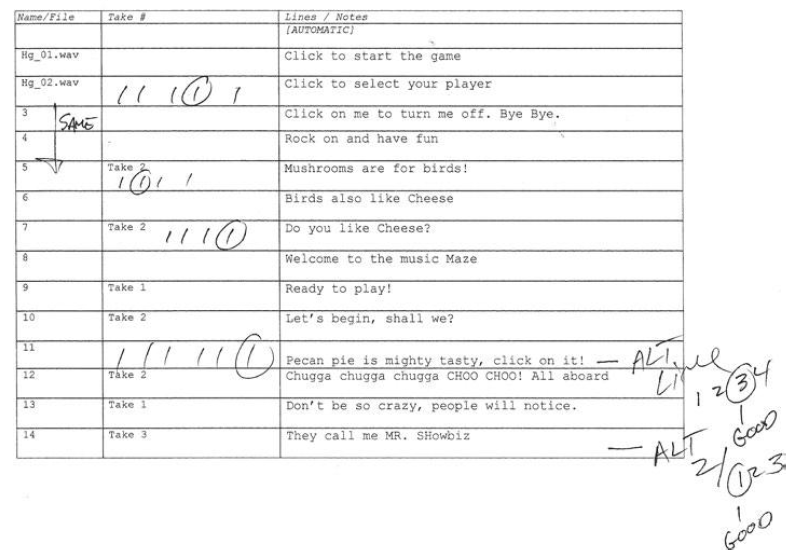 Name/File Take # Lines / Notes
[AUTOMATIC]
Hg_01.wav Click to start the game
Hg_02.wav / / / 1 / Click to select your player
3 SAME Click on me to turn me off. Bye Bye.
4 Rock on and have fun
5 Take 2 Mushrooms are for birds!
/ 1 / /
6 Birds also like Cheese
7 Take 2 / / / 1 Do you like Cheese?
8 Welcome to the music Maze
9 Take 1 Ready to play!
10 Take 2 Let's begin, shall we?
11 / / / / / 1 Pecan pie is mighty tasty, click on it! — ALT LINE
12 Take 2 Chugga chugga chugga CHOO CHOO! All aboard
1 2 3 4
GOOD
13 Take 1 Don't be so crazy, people will notice.
14 Take 3 They call me MR. SHowbiz — ALT
2/ 1 2 3
GOOD